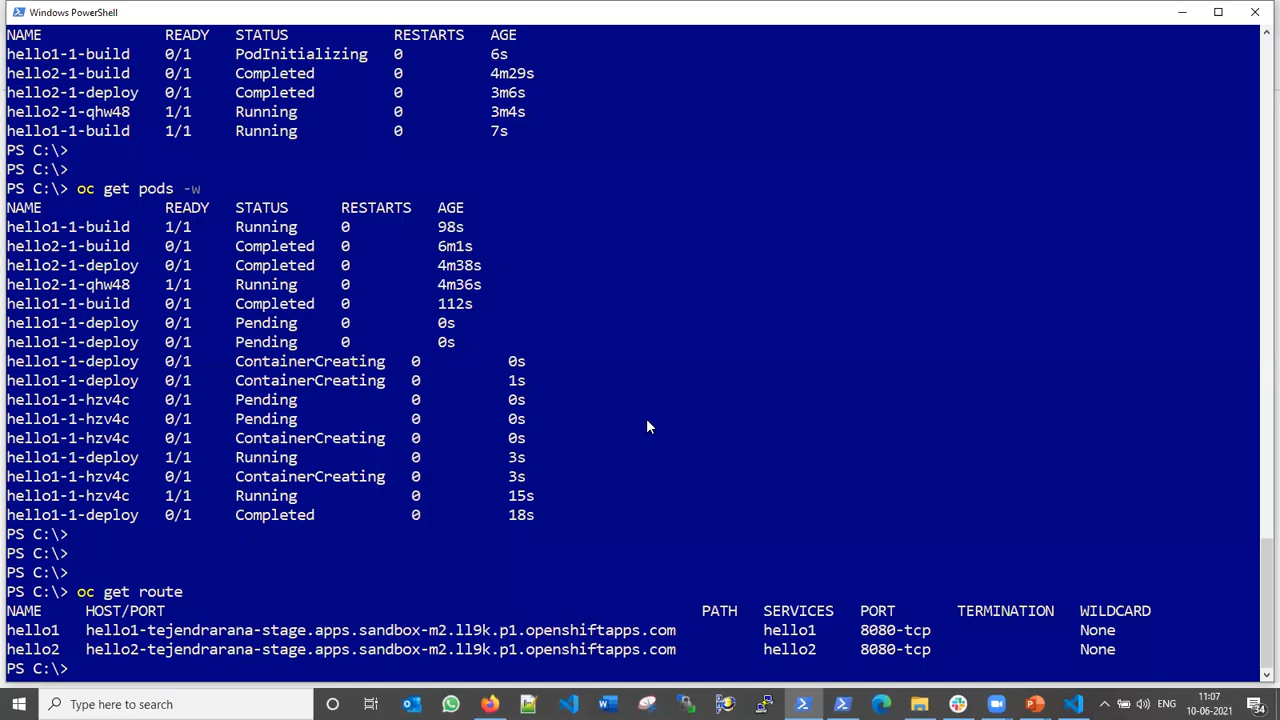 Windows PowerShell
NAME READY STATUS RESTARTS AGE
hello1-1-build 0/1 PodInitializing 0 6s
hello2-1-build 0/1 Completed 0 4m29s
hello2-1-deploy 0/1 Completed 0 3m6s
hello2-1-qhw48 1/1 Running 0 3m4s
hello1-1-build 1/1 Running 0 7s
PS C:\>
PS C:\>
PS C:\> oc get pods -w
NAME READY STATUS RESTARTS AGE
hello1-1-build 1/1 Running 0 98s
hello2-1-build 0/1 Completed 0 6m1s
hello2-1-deploy 0/1 Completed 0 4m38s
hello2-1-qhw48 1/1 Running 0 4m36s
hello1-1-build 0/1 Completed 0 112s
hello1-1-deploy 0/1 Pending 0 0s
hello1-1-deploy 0/1 Pending 0 0s
hello1-1-deploy 0/1 ContainerCreating 0 0s
hello1-1-deploy 0/1 ContainerCreating 0 1s
hello1-1-hzv4c 0/1 Pending 0 0s
hello1-1-hzv4c 0/1 Pending 0 0s
hello1-1-hzv4c 0/1 ContainerCreating 0 0s
hello1-1-deploy 1/1 Running 0 3s
hello1-1-hzv4c 0/1 ContainerCreating 0 3s
hello1-1-hzv4c 1/1 Running 0 15s
hello1-1-deploy 0/1 Completed 0 18s
PS C:\>
PS C:\>
PS C:\>
PS C:\> oc get route
NAME HOST/PORT PATH SERVICES PORT TERMINATION WILDCARD
hello1 hello1-tejendrarana-stage.apps.sandbox-m2.ll9k.p1.openshiftapps.com hello1 8080-tcp None
hello2 hello2-tejendrarana-stage.apps.sandbox-m2.ll9k.p1.openshiftapps.com hello2 8080-tcp None
PS C:\>
Type here to search
ENG
11:07
10-06-2021
34